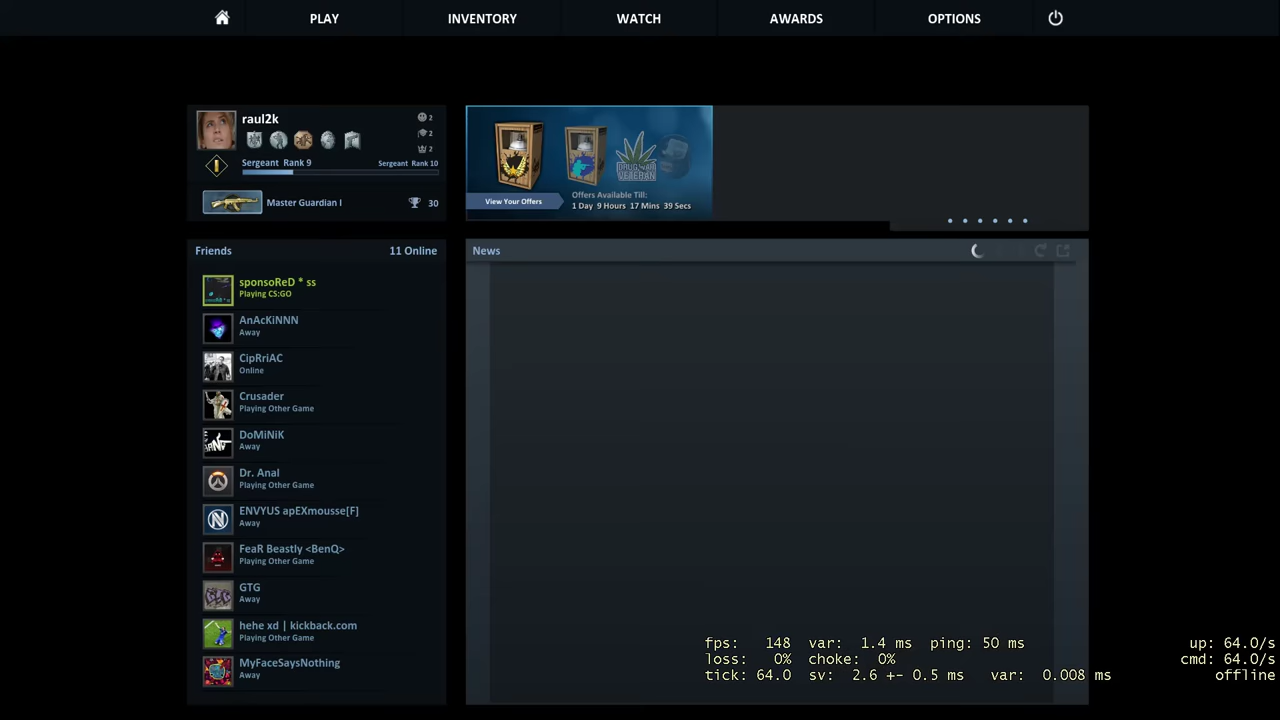 PLAY INVENTORY WATCH AWARDS OPTIONS
raul2k
2
2
2
Sergeant Rank 9 Sergeant Rank 10
Master Guardian I 30
DRUG WAR
VETERAN
View Your Offers
Offers Available Till:
1 Day 9 Hours 17 Mins 39 Secs
Friends 11 Online
sponsoReD * ss
Playing CS:GO
AnAcKiNNN
Away
CipRriAC
Online
Crusader
Playing Other Game
DoMiNiK
Away
Dr. Anal
Playing Other Game
ENVYUS apEXmousse[F]
Away
FeaR Beastly <BenQ>
Playing Other Game
GTG
Away
hehe xd | kickback.com
Playing Other Game
MyFaceSaysNothing
Away
News
fps: 148 var: 1.4 ms ping: 50 ms up: 64.0/s
loss: 0% choke: 0% cmd: 64.0/s
tick: 64.0 sv: 2.6 +- 0.5 ms var: 0.008 ms offline